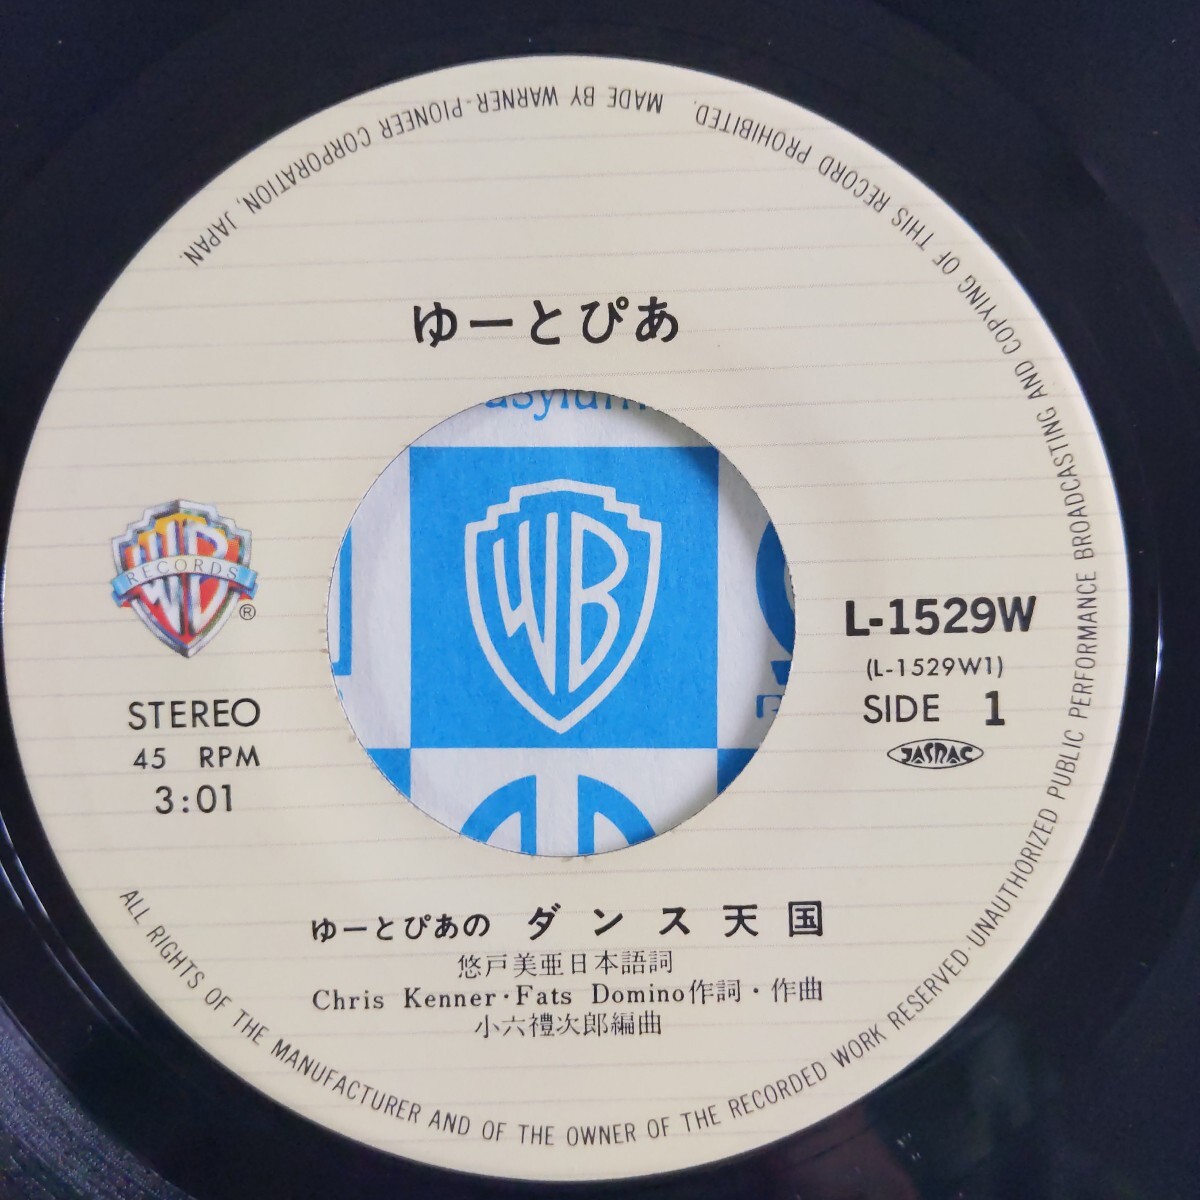 MADE BY WARNER-PIONEER CORPORATION, JAPAN.
ゆーとぴあ
asylum
WB
WB
RECORDS
®
STEREO
45 RPM
3:01
L-1529W
(L-1529W1)
SIDE 1
JASRAC
ゆーとぴあの ダンス天国
悠戸美亜日本語詞
Chris Kenner・Fats Domino作詞・作曲
小六禮次郎編曲
ALL RIGHTS OF THE MANUFACTURER AND OF THE OWNER OF THE RECORDED WORK RESERVED·UNAUTHORIZED PUBLIC PERFORMANCE BROADCASTING AND COPYING OF THIS RECORD PROHIBITED.